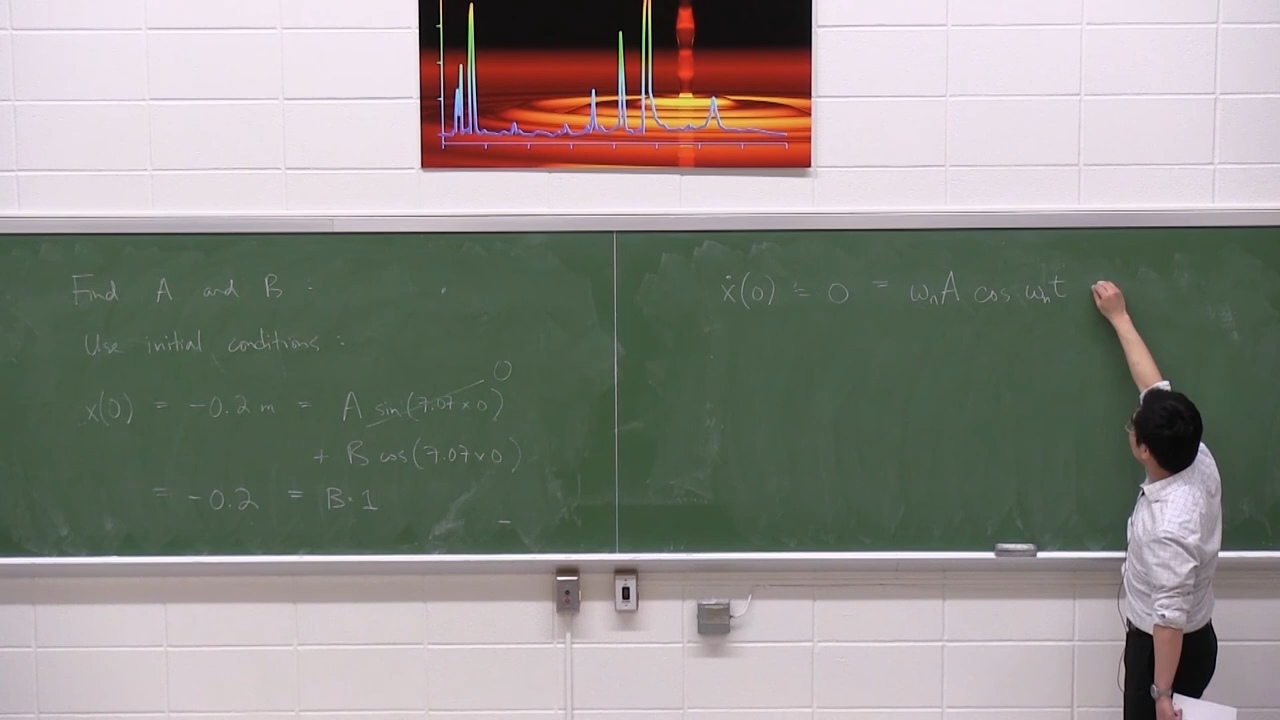 Find A and B .
Use initial conditions :
x(0) = -0.2 m = A sin(7.07 × 0) 0
+ B cos(7.07 × 0)
= -0.2 = B·1
ẋ(0) = 0 = ωₙA cos ωₙt